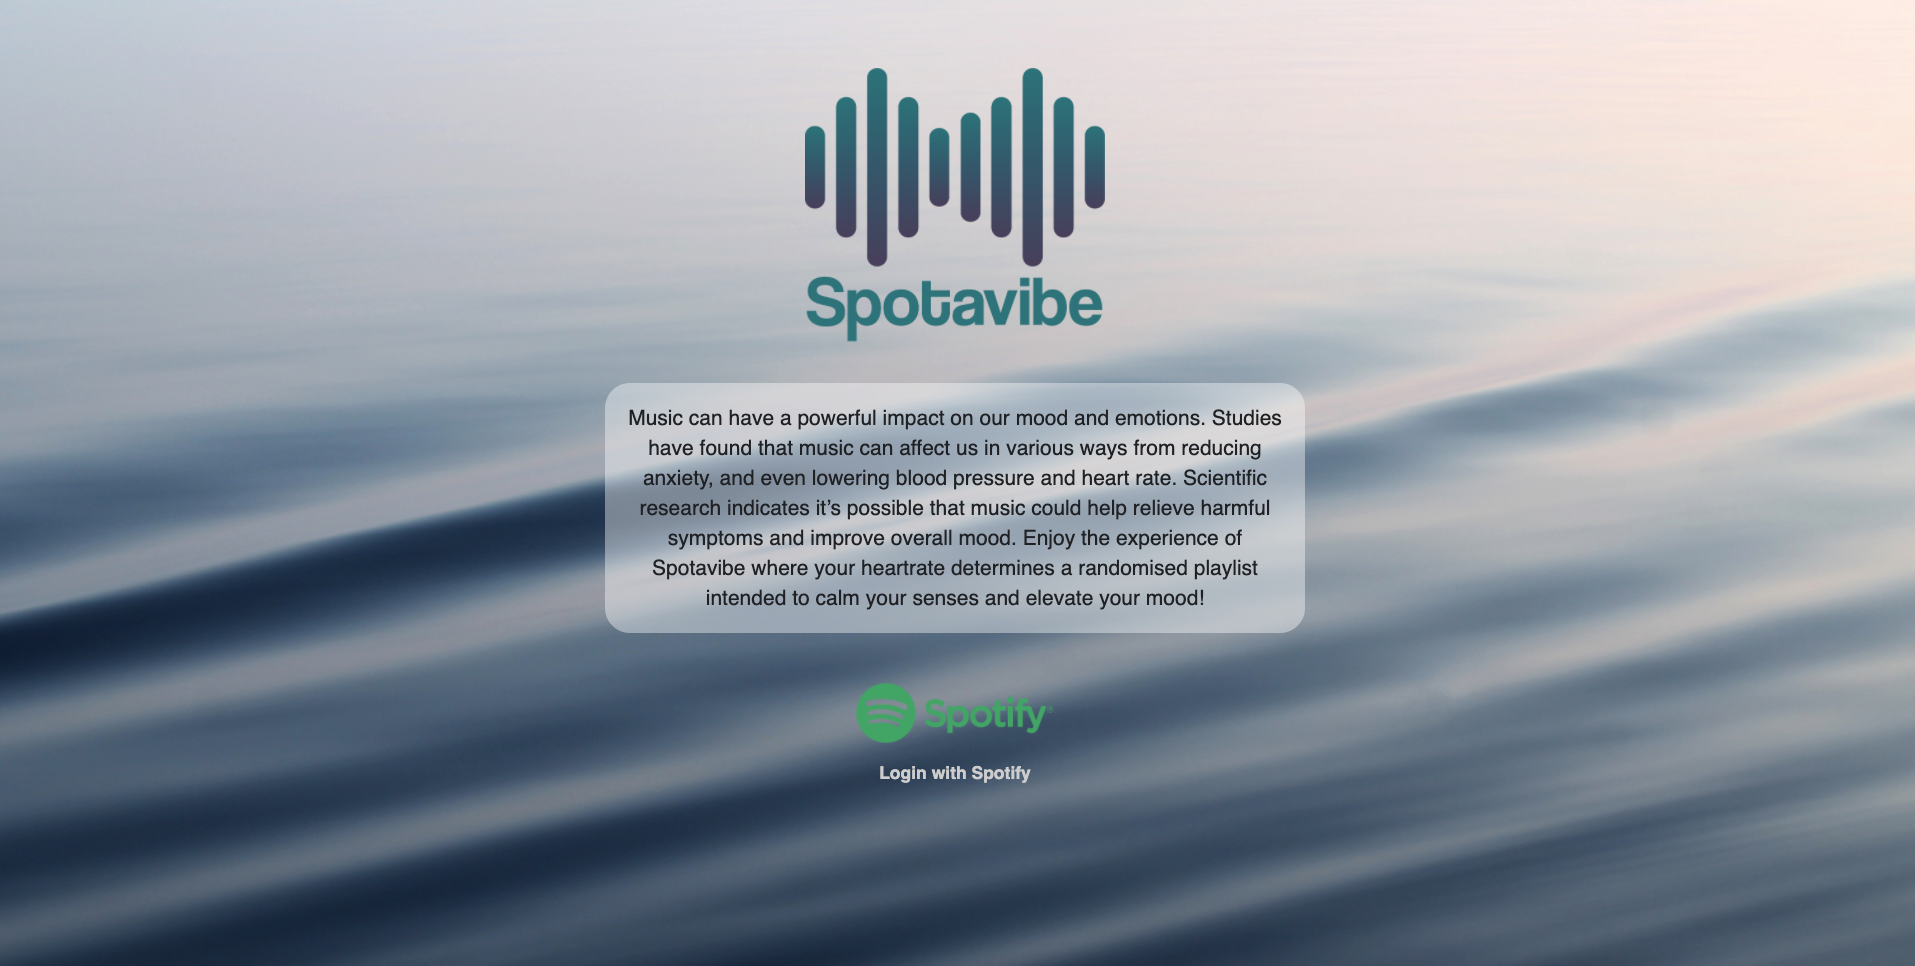 Spotavibe
Music can have a powerful impact on our mood and emotions. Studies
have found that music can affect us in various ways from reducing
anxiety, and even lowering blood pressure and heart rate. Scientific
research indicates it’s possible that music could help relieve harmful
symptoms and improve overall mood. Enjoy the experience of
Spotavibe where your heartrate determines a randomised playlist
intended to calm your senses and elevate your mood!
Spotify®
Login with Spotify